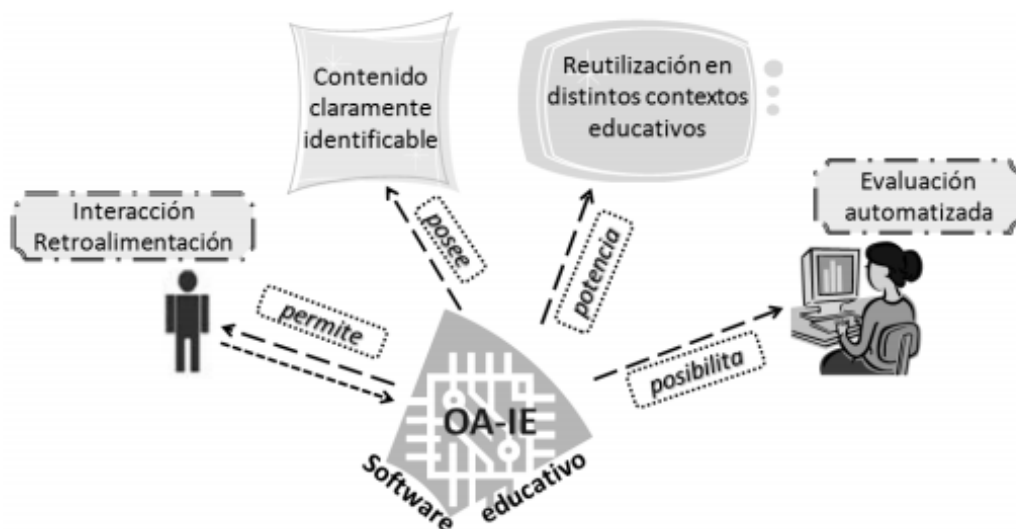 Contenido
claramente
identificable
Reutilización en
distintos contextos
educativos
Interacción
Retroalimentación
Evaluación
automatizada
permite
posee
potencia
posibilita
OA-IE
Software
educativo